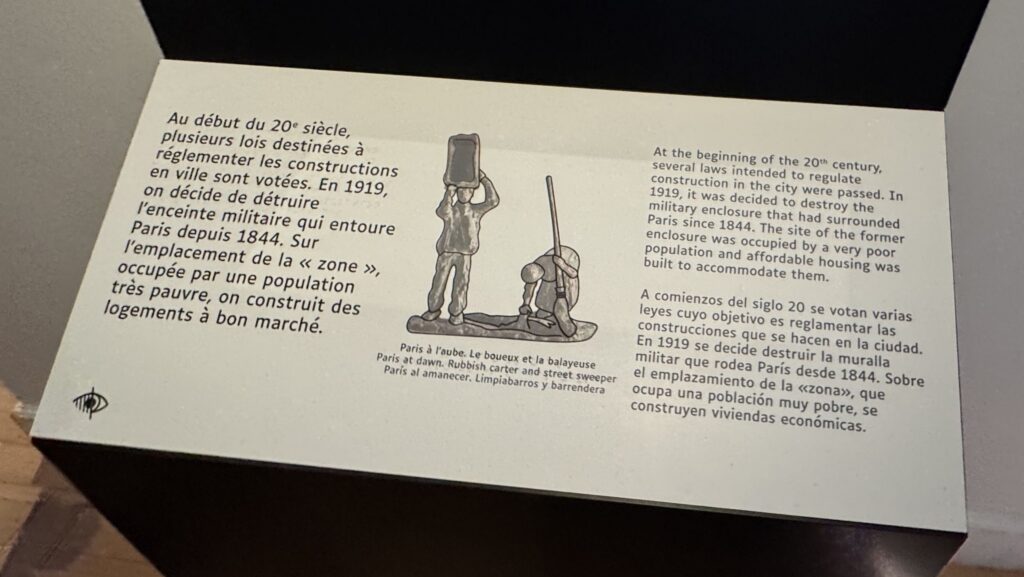 Au début du 20e siècle,
plusieurs lois destinées à
réglementer les constructions
en ville sont votées. En 1919,
on décide de détruire
l'enceinte militaire qui entoure
Paris depuis 1844. Sur
l'emplacement de la « zone »,
occupée par une population
très pauvre, on construit des
logements à bon marché.
Paris à l'aube. Le boueux et la balayeuse
Paris at dawn. Rubbish carter and street sweeper
París al amanecer. Limpiabarros y barrendera
At the beginning of the 20th century,
several laws intended to regulate
construction in the city were passed. In
1919, it was decided to destroy the
military enclosure that had surrounded
Paris since 1844. The site of the former
enclosure was occupied by a very poor
population and affordable housing was
built to accommodate them.
A comienzos del siglo 20 se votan varias
leyes cuyo objetivo es reglamentar las
construcciones que se hacen en la ciudad.
En 1919 se decide destruir la muralla
militar que rodea París desde 1844. Sobre
el emplazamiento de la «zona», que
ocupa una población muy pobre, se
construyen viviendas económicas.